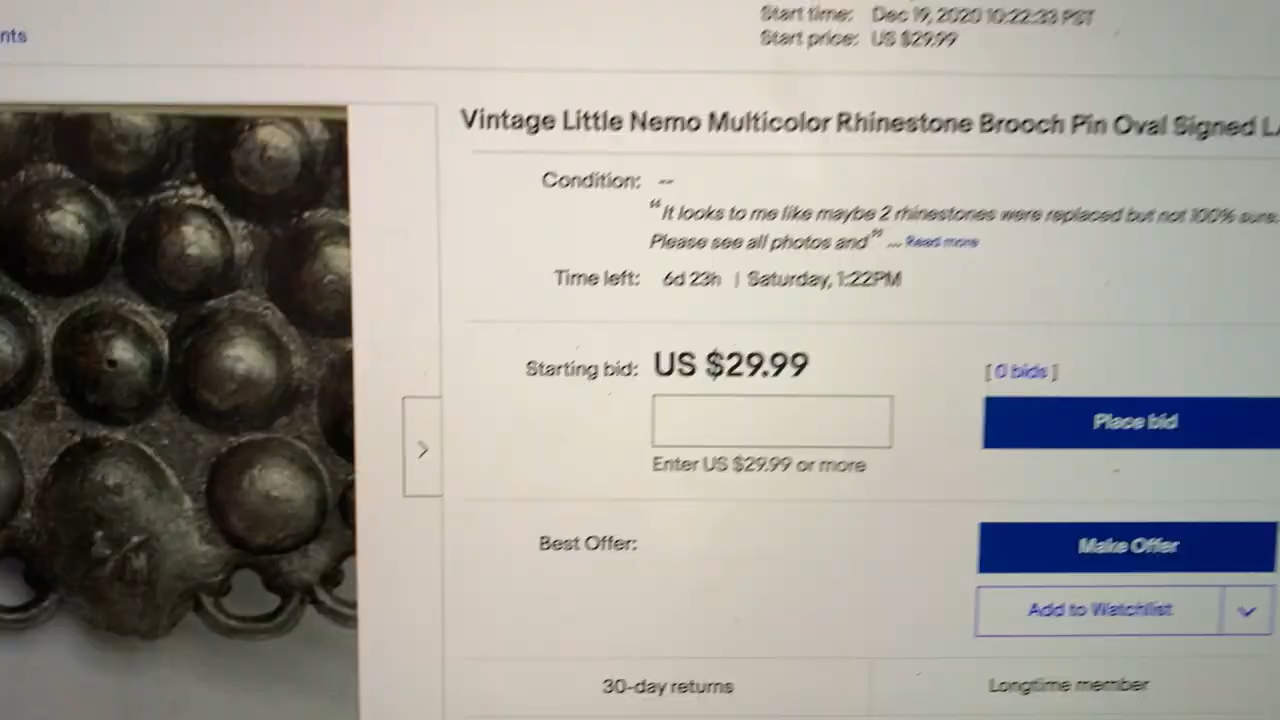 nts
Start time: Dec 19, 2020 10:22:33 PST
Start price: US $29.99
Vintage Little Nemo Multicolor Rhinestone Brooch Pin Oval Signed L
Condition: --
“It looks to me like maybe 2 rhinestones were replaced but not 100% sure.
Please see all photos and” ... Read more
Time left: 6d 23h | Saturday, 1:22PM
Starting bid: US $29.99 [ 0 bids ]
Place bid
Enter US $29.99 or more
Best Offer:
Make Offer
Add to Watchlist
30-day returns Longtime member